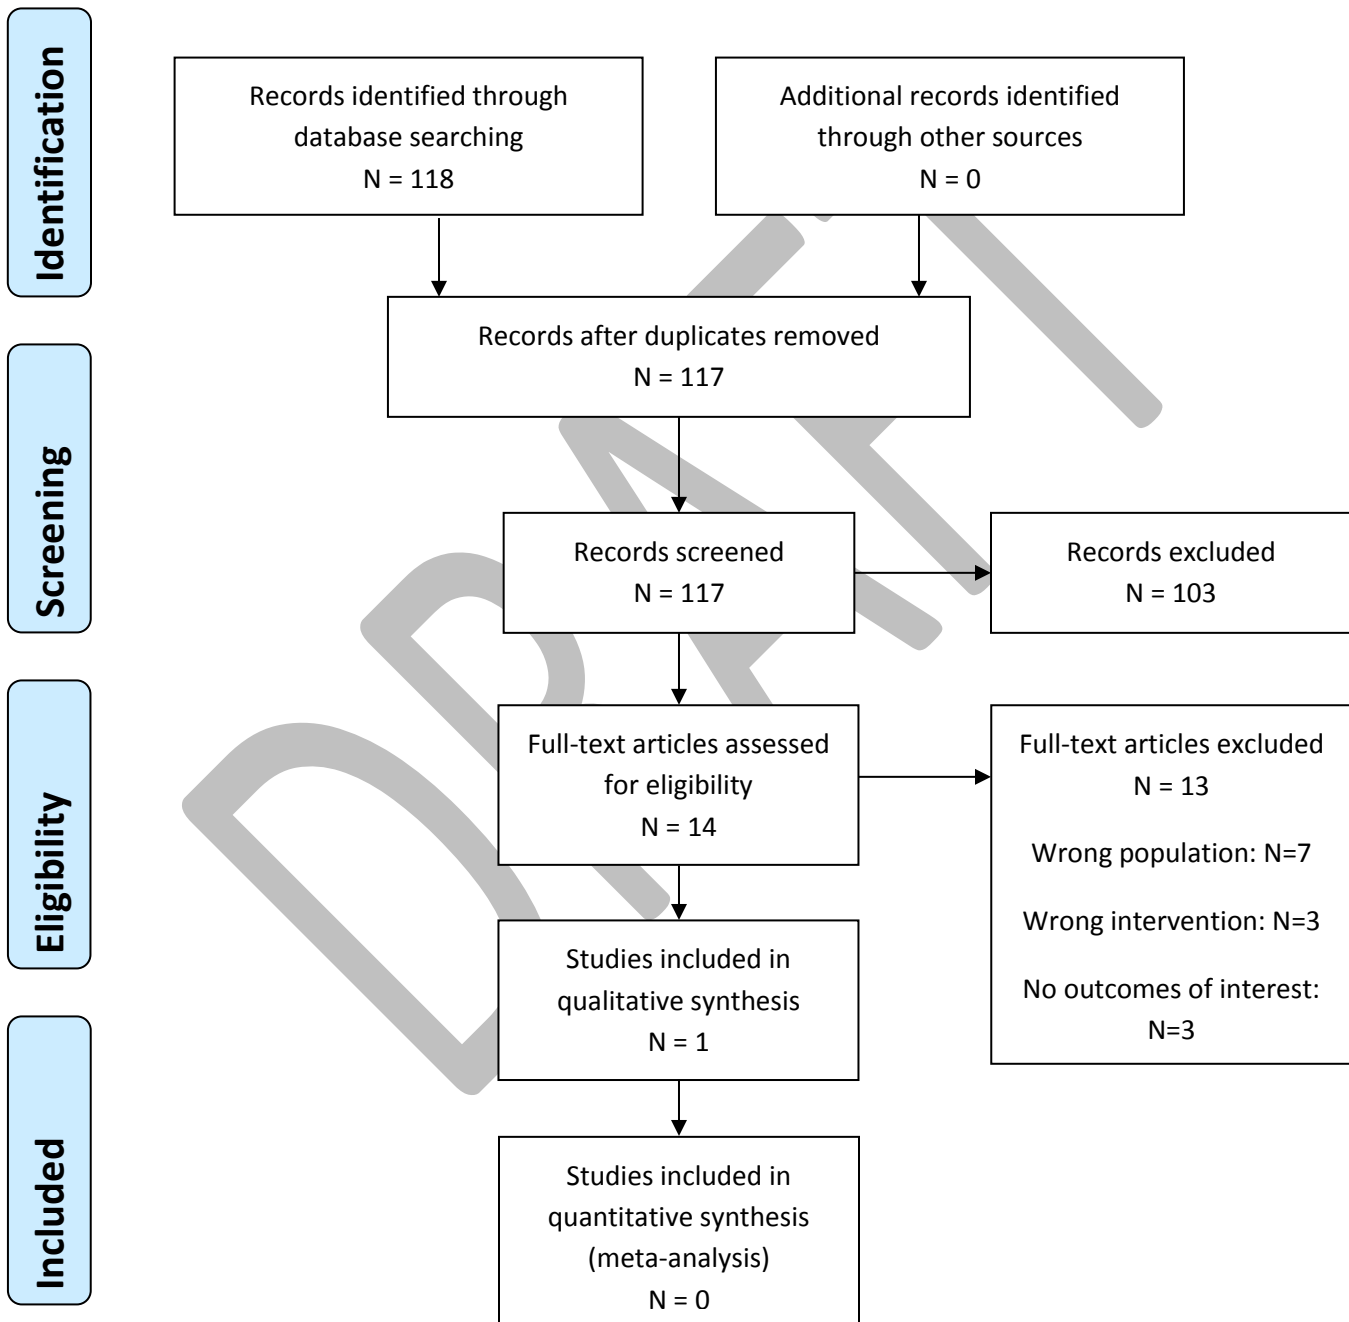 Identification
Records identified through
database searching
N = 118
Additional records identified
through other sources
N = 0
Records after duplicates removed
N = 117
Screening
Records screened
N = 117
Records excluded
N = 103
Eligibility
Full-text articles assessed
for eligibility
N = 14
Full-text articles excluded
N = 13
Wrong population: N=7
Wrong intervention: N=3
No outcomes of interest:
N=3
Studies included in
qualitative synthesis
N = 1
Included
Studies included in
quantitative synthesis
(meta-analysis)
N = 0
DRAFT